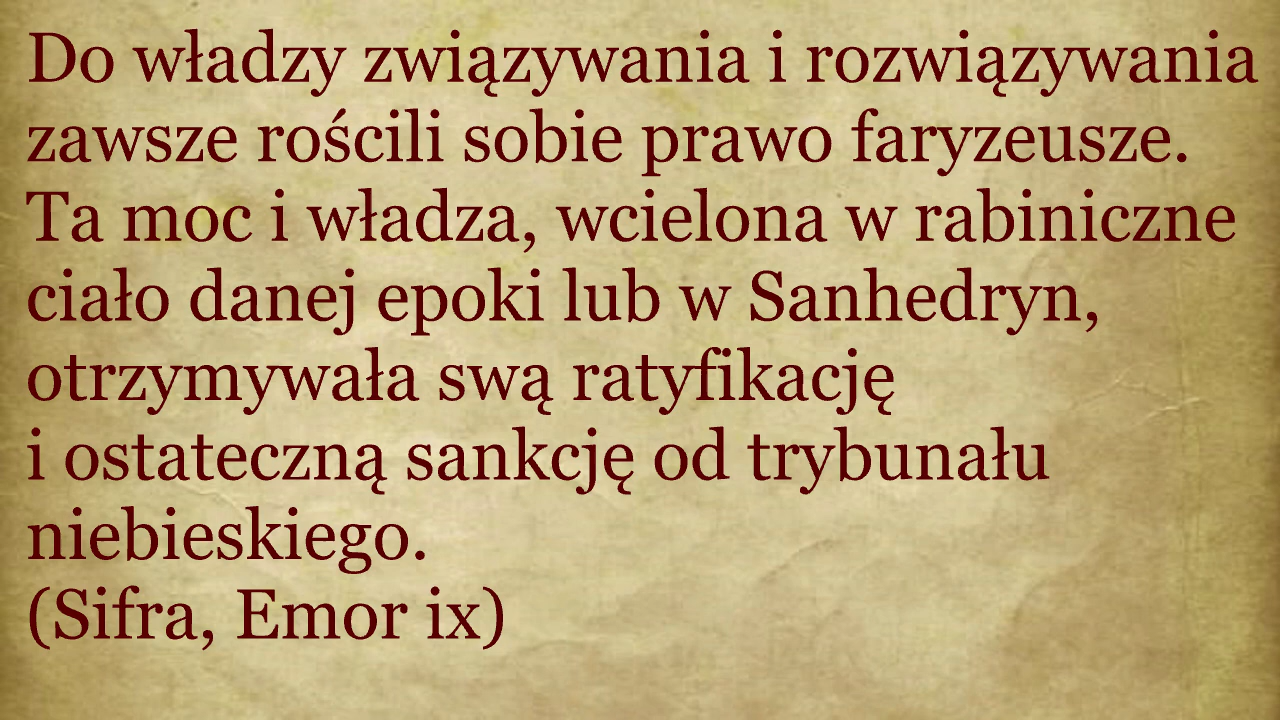 Do władzy związywania i rozwiązywania
zawsze rościli sobie prawo faryzeusze.
Ta moc i władza, wcielona w rabiniczne
ciało danej epoki lub w Sanhedryn,
otrzymywała swą ratyfikację
i ostateczną sankcję od trybunału
niebieskiego.
(Sifra, Emor ix)